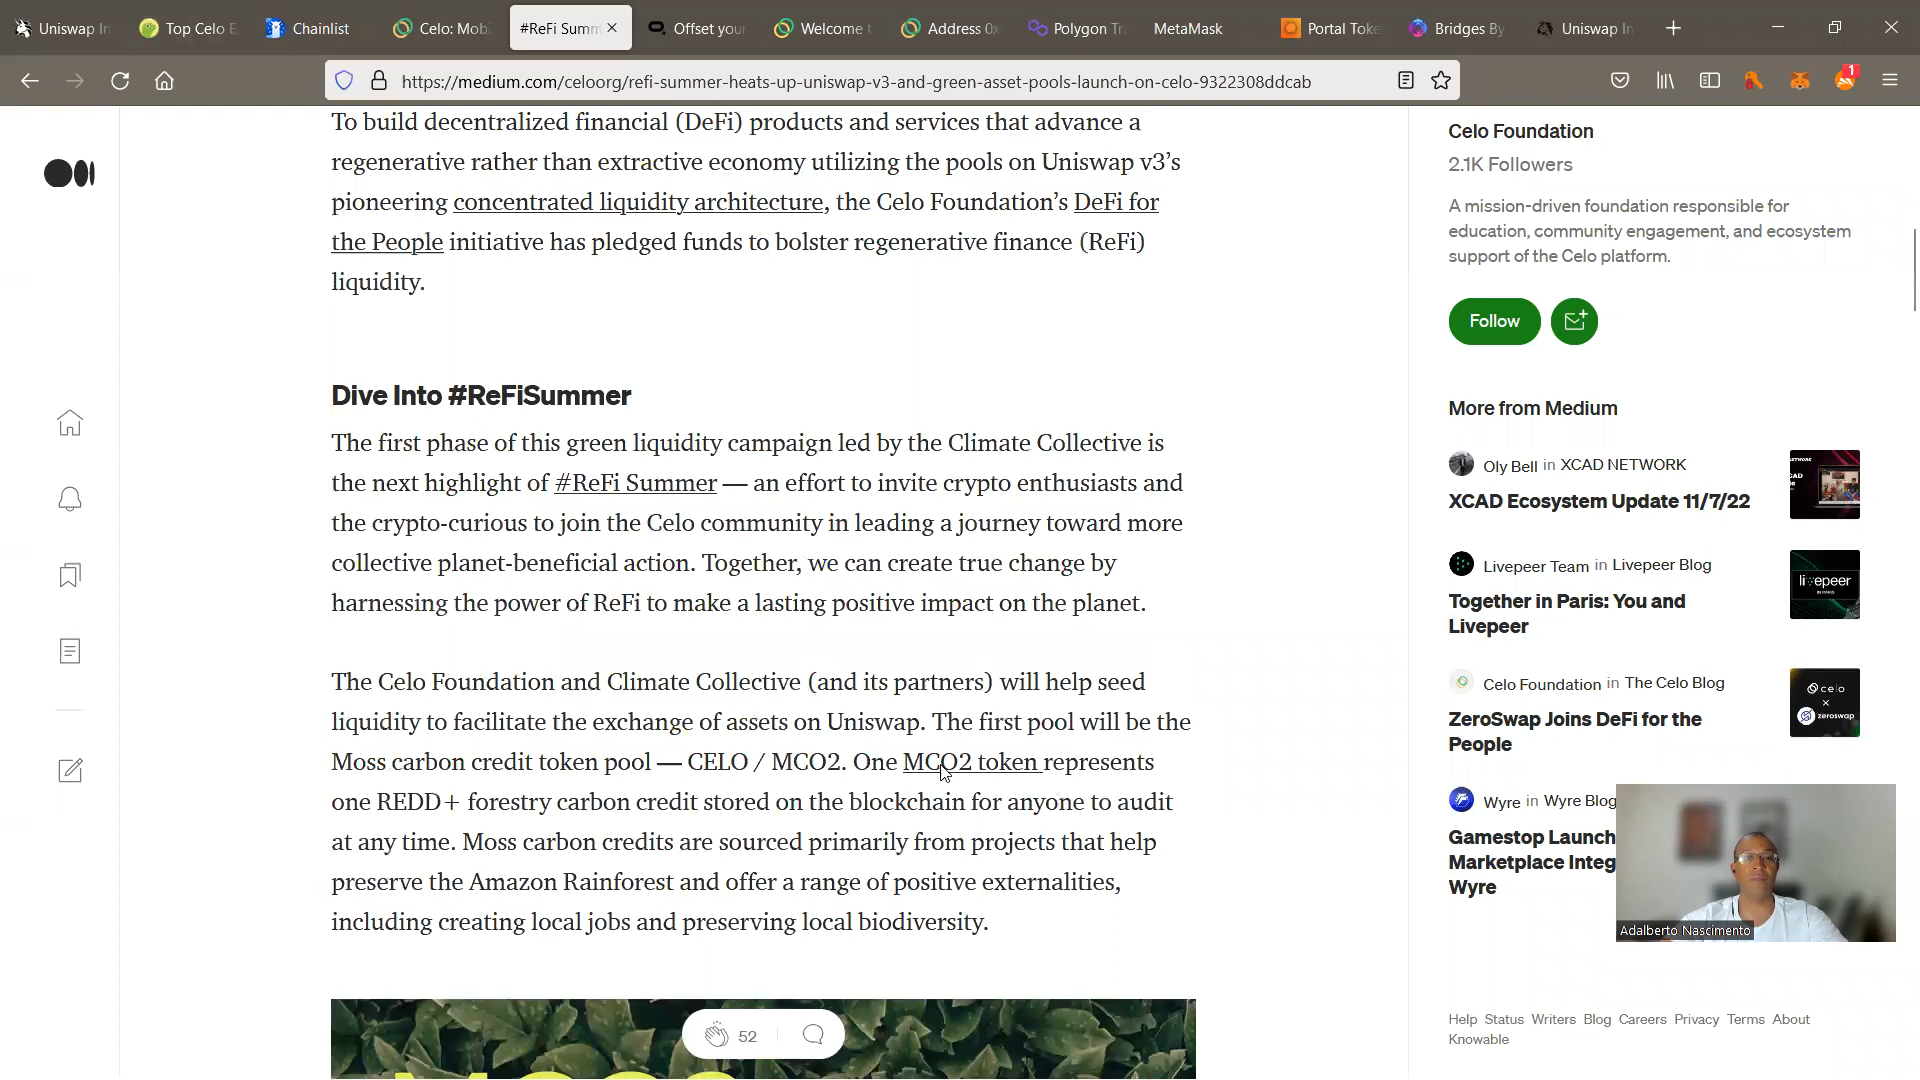 Uniswap In
Top Celo E
Chainlist
Celo: Mobi
#ReFi Summ
Offset your
Welcome t
Address 0x
Polygon Tr
MetaMask
Portal Toke
Bridges By
Uniswap In
https://medium.com/celoorg/refi-summer-heats-up-uniswap-v3-and-green-asset-pools-launch-on-celo-9322308ddcab
1
To build decentralized financial (DeFi) products and services that advance a
regenerative rather than extractive economy utilizing the pools on Uniswap v3’s
pioneering concentrated liquidity architecture, the Celo Foundation’s DeFi for
the People initiative has pledged funds to bolster regenerative finance (ReFi)
liquidity.
Dive Into #ReFiSummer
The first phase of this green liquidity campaign led by the Climate Collective is
the next highlight of #ReFi Summer — an effort to invite crypto enthusiasts and
the crypto-curious to join the Celo community in leading a journey toward more
collective planet-beneficial action. Together, we can create true change by
harnessing the power of ReFi to make a lasting positive impact on the planet.
The Celo Foundation and Climate Collective (and its partners) will help seed
liquidity to facilitate the exchange of assets on Uniswap. The first pool will be the
Moss carbon credit token pool — CELO / MCO2. One MCO2 token represents
one REDD+ forestry carbon credit stored on the blockchain for anyone to audit
at any time. Moss carbon credits are sourced primarily from projects that help
preserve the Amazon Rainforest and offer a range of positive externalities,
including creating local jobs and preserving local biodiversity.
52
Celo Foundation
2.1K Followers
A mission-driven foundation responsible for
education, community engagement, and ecosystem
support of the Celo platform.
Follow
More from Medium
Oly Bell in XCAD NETWORK
XCAD Ecosystem Update 11/7/22
Livepeer Team in Livepeer Blog
Together in Paris: You and
Livepeer
livepeer
IN PARIS
Celo Foundation in The Celo Blog
ZeroSwap Joins DeFi for the
People
celo
x
zeroswap
Wyre in Wyre Blog
Gamestop Launch
Marketplace Integ
Wyre
Adalberto Nascimento
Help Status Writers Blog Careers Privacy Terms About
Knowable